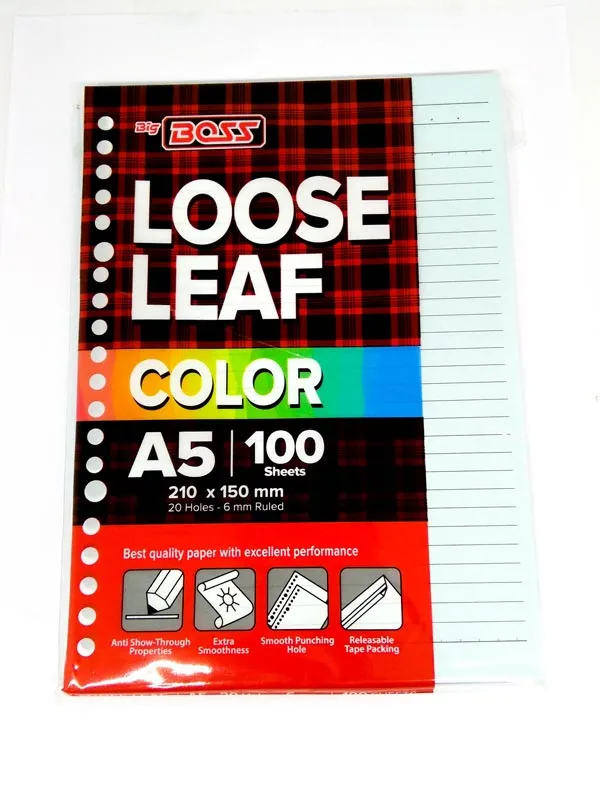 Big BOSS
LOOSE
LEAF
COLOR
A5 | 100
Sheets
210 x 150 mm
20 Holes - 6 mm Ruled
Best quality paper with excellent performance
Anti Show-Through
Properties
Extra
Smoothness
Smooth Punching
Hole
Releasable
Tape Packing